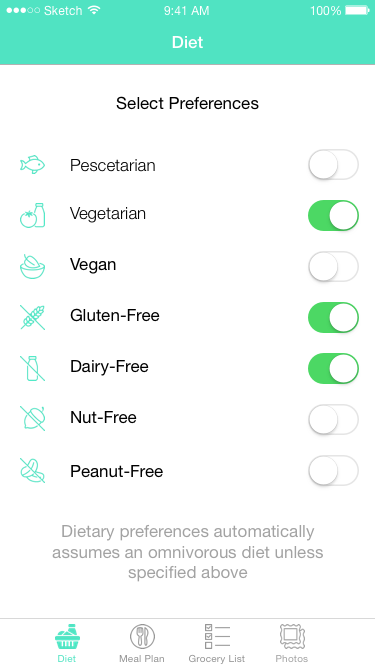 Sketch 9:41 AM 100%
Diet
Select Preferences
Pescetarian
Vegetarian
Vegan
Gluten-Free
Dairy-Free
Nut-Free
Peanut-Free
Dietary preferences automatically
assumes an omnivorous diet unless
specified above
Diet Meal Plan Grocery List Photos